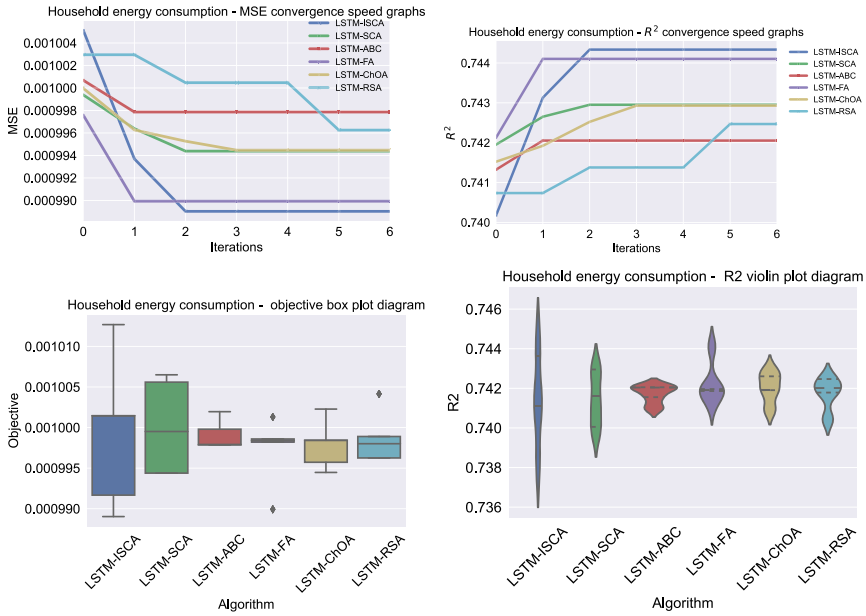 Household energy consumption - MSE convergence speed graphs
0.001004
0.001002
0.001000
0.000998
0.000996
0.000994
0.000992
0.000990
MSE
0 1 2 3 4 5 6
Iterations
LSTM-ISCA
LSTM-SCA
LSTM-ABC
LSTM-FA
LSTM-ChOA
LSTM-RSA
Household energy consumption - R² convergence speed graphs
0.744
0.743
0.742
0.741
0.740
R²
0 1 2 3 4 5 6
Iterations
LSTM-ISCA
LSTM-SCA
LSTM-ABC
LSTM-FA
LSTM-ChOA
LSTM-RSA
Household energy consumption - objective box plot diagram
0.001010
0.001005
0.001000
0.000995
0.000990
Objective
LSTM-ISCA
LSTM-SCA
LSTM-ABC
LSTM-FA
LSTM-ChOA
LSTM-RSA
Algorithm
Household energy consumption - R2 violin plot diagram
0.746
0.744
0.742
0.740
0.738
0.736
R2
LSTM-ISCA
LSTM-SCA
LSTM-ABC
LSTM-FA
LSTM-ChOA
LSTM-RSA
Algorithm